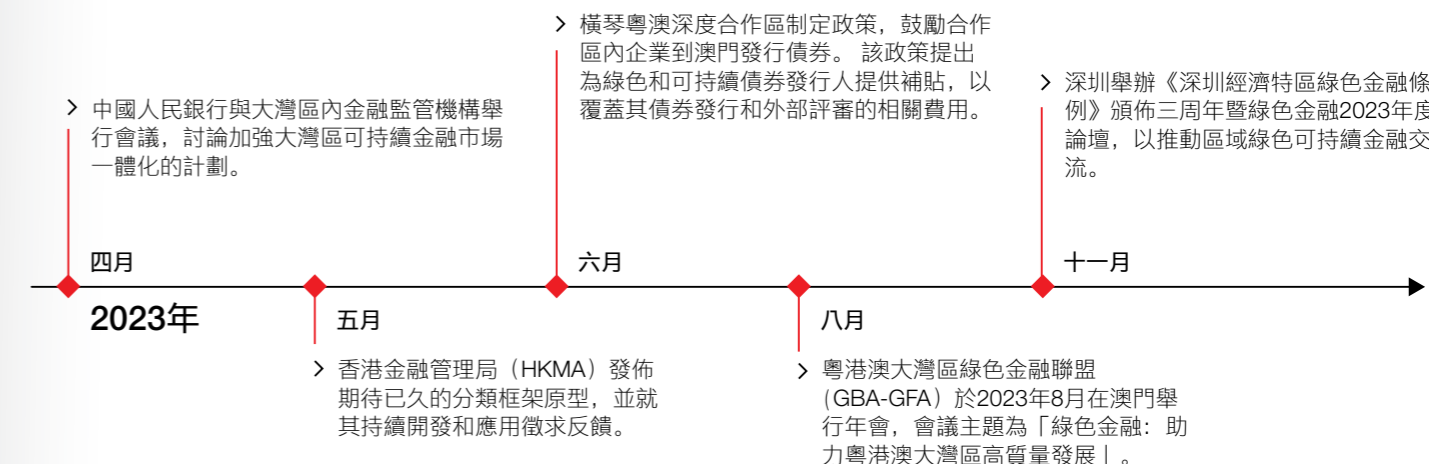 橫琴粵澳深度合作區制定政策，鼓勵合作
區內企業到澳門發行債券。 該政策提出
為綠色和可持續債券發行人提供補貼，以
覆蓋其債券發行和外部評審的相關費用。
中國人民銀行與大灣區內金融監管機構舉
行會議，討論加強大灣區可持續金融市場
一體化的計劃。
深圳舉辦《深圳經濟特區綠色金融條
例》頒佈三周年暨綠色金融2023年度
論壇，以推動區域綠色可持續金融交
流。
四月
六月
十一月
2023年
五月
八月
香港金融管理局（HKMA）發佈
期待已久的分類框架原型，並就
其持續開發和應用徵求反饋。
粵港澳大灣區綠色金融聯盟
（GBA-GFA）於2023年8月在澳門舉
行年會，會議主題為「綠色金融：助
力粵港澳大灣區高質量發展」。